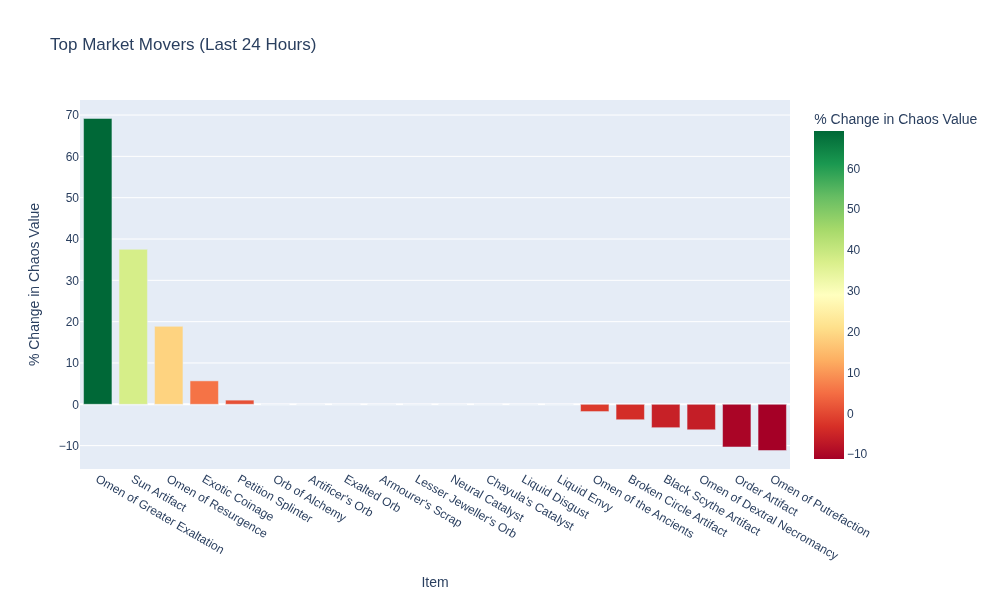 Top Market Movers (Last 24 Hours)
% Change in Chaos Value
70
60
50
40
30
20
10
0
−10
% Change in Chaos Value
60
50
40
30
20
10
0
−10
Omen of Greater Exaltation
Sun Artifact
Omen of Resurgence
Exotic Coinage
Petition Splinter
Orb of Alchemy
Artificer's Orb
Exalted Orb
Armourer's Scrap
Lesser Jeweller's Orb
Neural Catalyst
Chayula's Catalyst
Liquid Disgust
Liquid Envy
Omen of the Ancients
Broken Circle Artifact
Black Scythe Artifact
Omen of Dextral Necromancy
Order Artifact
Omen of Putrefaction
Item